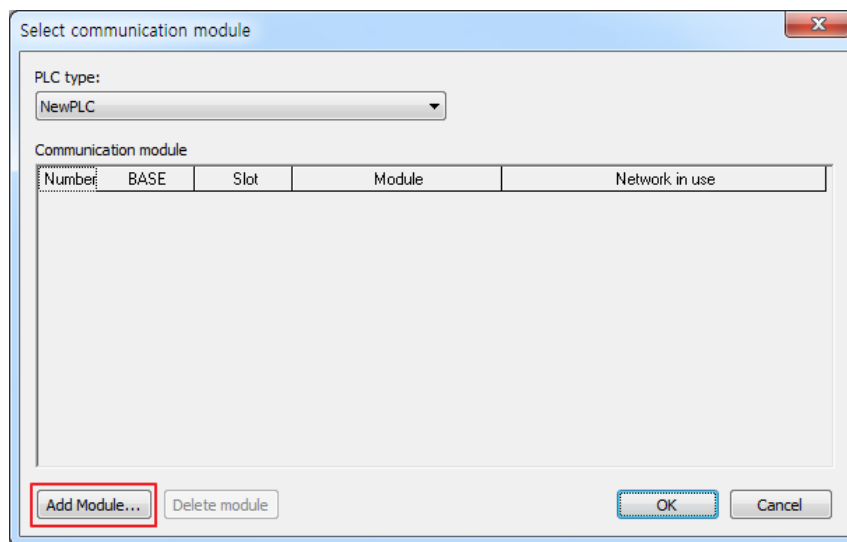 Select communication module
PLC type:
NewPLC
Communication module
Number BASE Slot Module Network in use
Add Module... Delete module OK Cancel